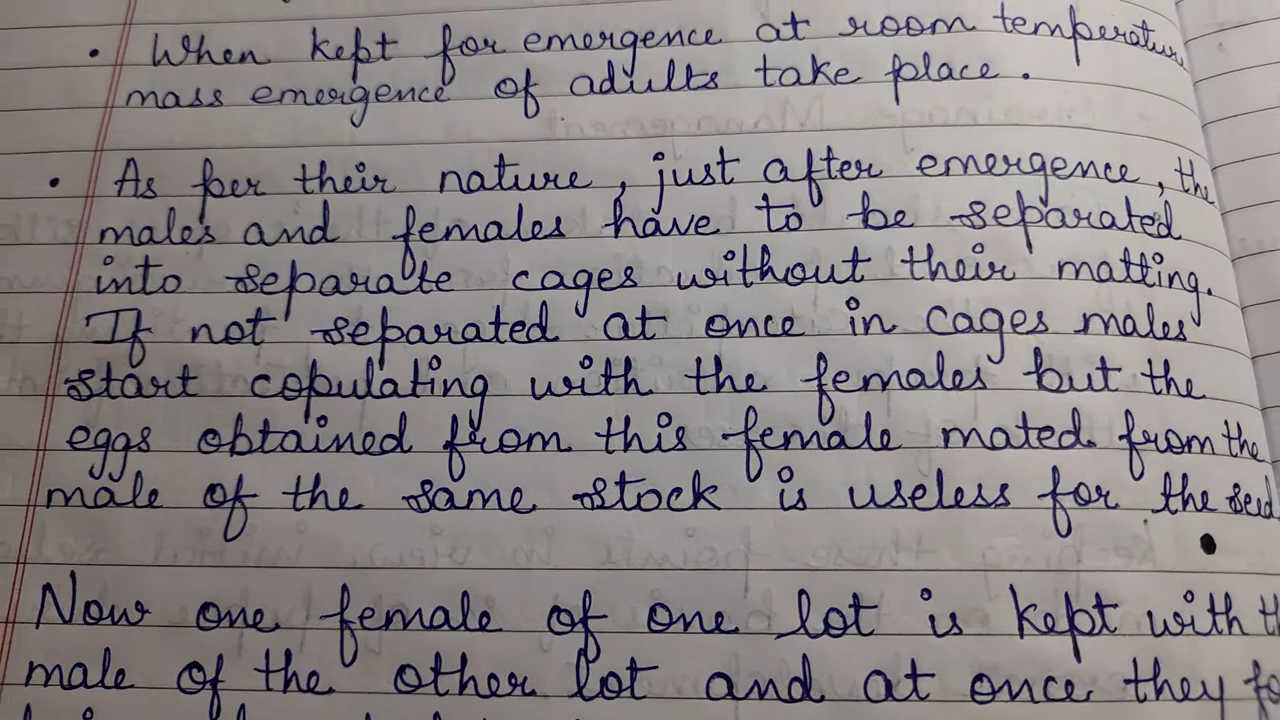 • When kept for emergence at room temperature
mass emergence of adults take place.
• As per their nature, just after emergence, the
males and females have to be separated
into separate cages without their matting.
If not separated at once in cages males
start copulating with the females but the
eggs obtained from this female mated from the
male of the same stock is useless for the seed
Now one female of one lot is kept with
male of the other lot and at once they